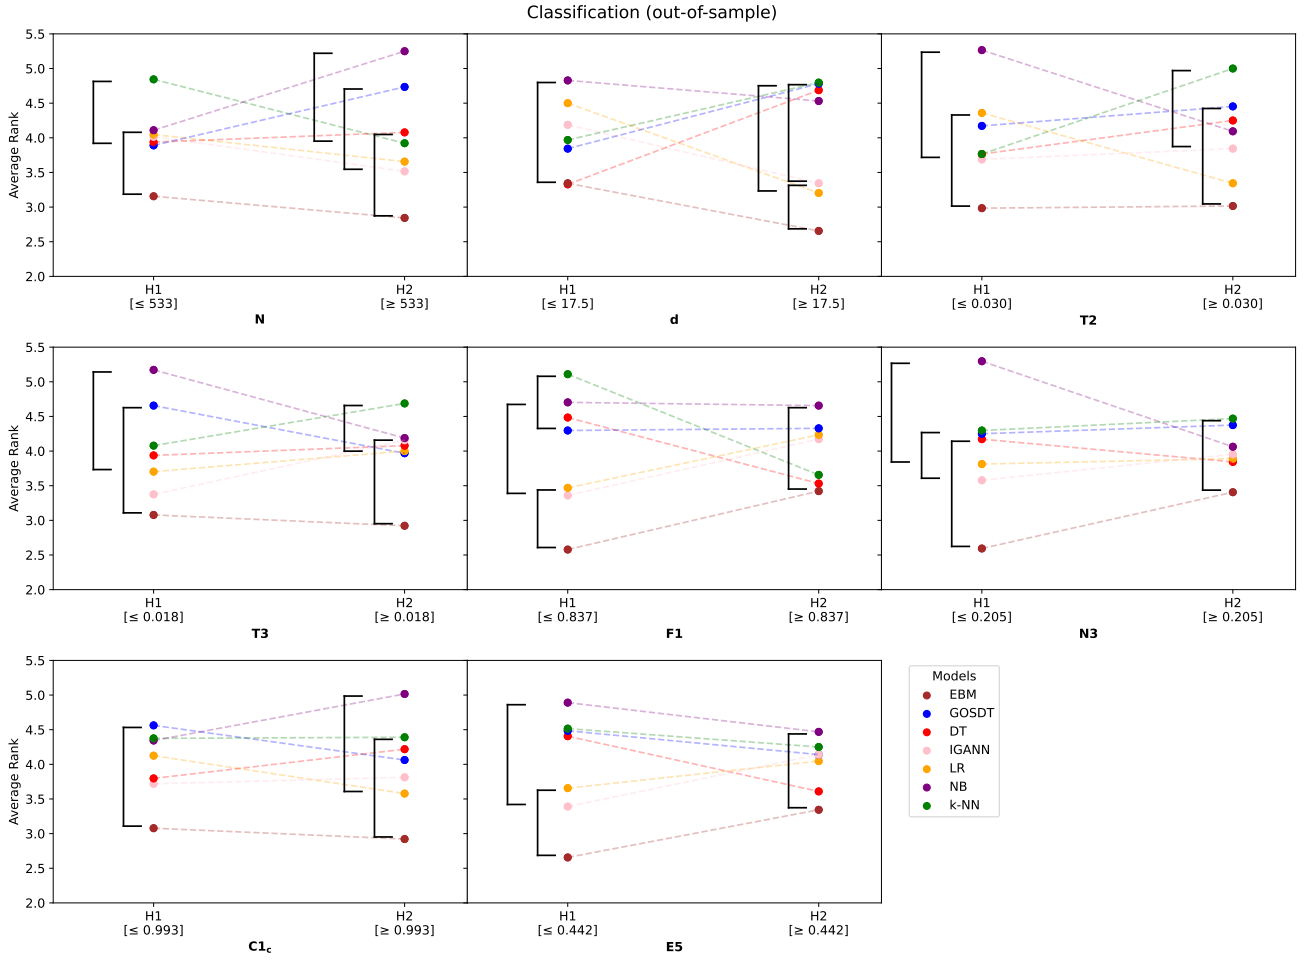 Classification (out-of-sample)
5.5
5.0
4.5
4.0
3.5
3.0
2.5
2.0
Average Rank
H1
[≤ 533]
H2
[≥ 533]
N
H1
[≤ 17.5]
H2
[≥ 17.5]
d
H1
[≤ 0.030]
H2
[≥ 0.030]
T2
5.5
5.0
4.5
4.0
3.5
3.0
2.5
2.0
Average Rank
H1
[≤ 0.018]
H2
[≥ 0.018]
T3
H1
[≤ 0.837]
H2
[≥ 0.837]
F1
H1
[≤ 0.205]
H2
[≥ 0.205]
N3
5.5
5.0
4.5
4.0
3.5
3.0
2.5
2.0
Average Rank
H1
[≤ 0.993]
H2
[≥ 0.993]
C1c
H1
[≤ 0.442]
H2
[≥ 0.442]
E5
Models
EBM
GOSDT
DT
IGANN
LR
NB
k-NN